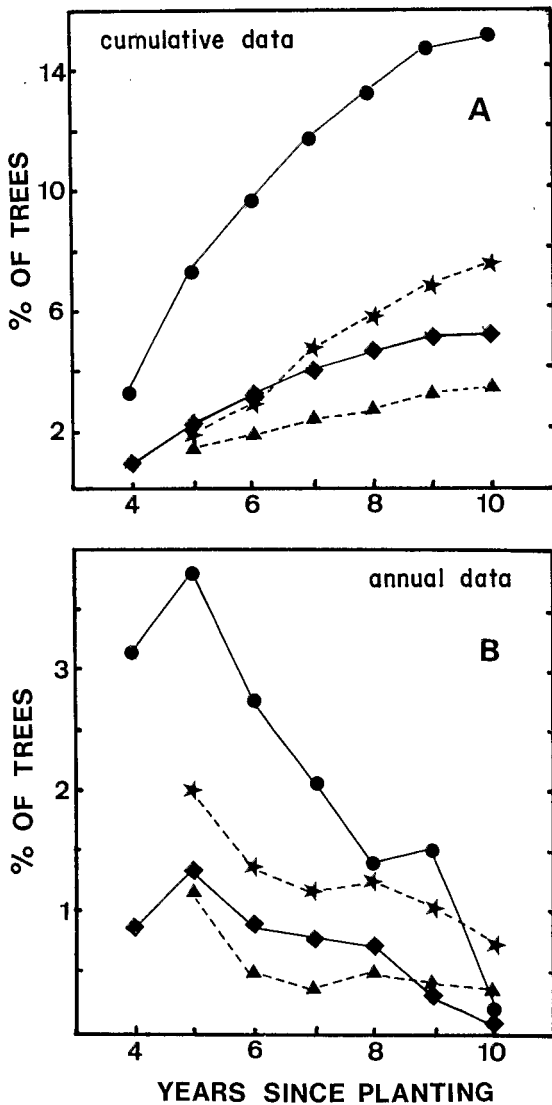 cumulative data
A
14
10
6
2
% OF TREES
4 6 8 10
annual data
B
3
2
1
% OF TREES
4 6 8 10
YEARS SINCE PLANTING